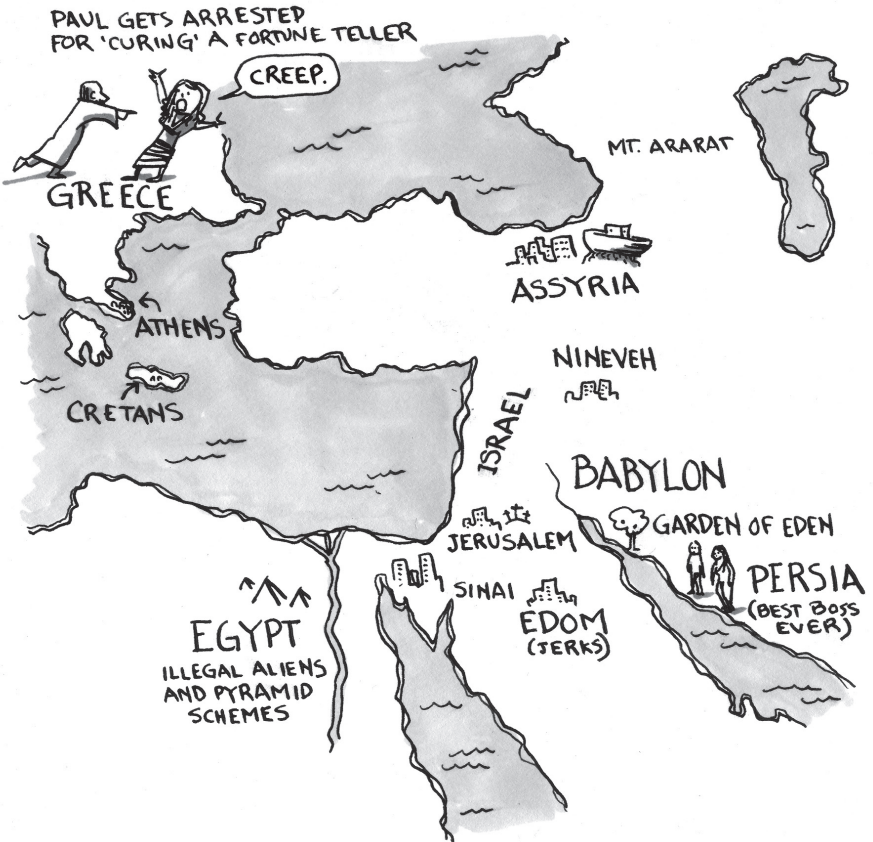 PAUL GETS ARRESTED
FOR 'CURING' A FORTUNE TELLER
CREEP.
MT. ARARAT
GREECE
ASSYRIA
ATHENS
NINEVEH
CRETANS
ISRAEL
BABYLON
GARDEN OF EDEN
JERUSALEM
PERSIA
(BEST BOSS
EVER)
SINAI
EDOM
(JERKS)
EGYPT
ILLEGAL ALIENS
AND PYRAMID
SCHEMES